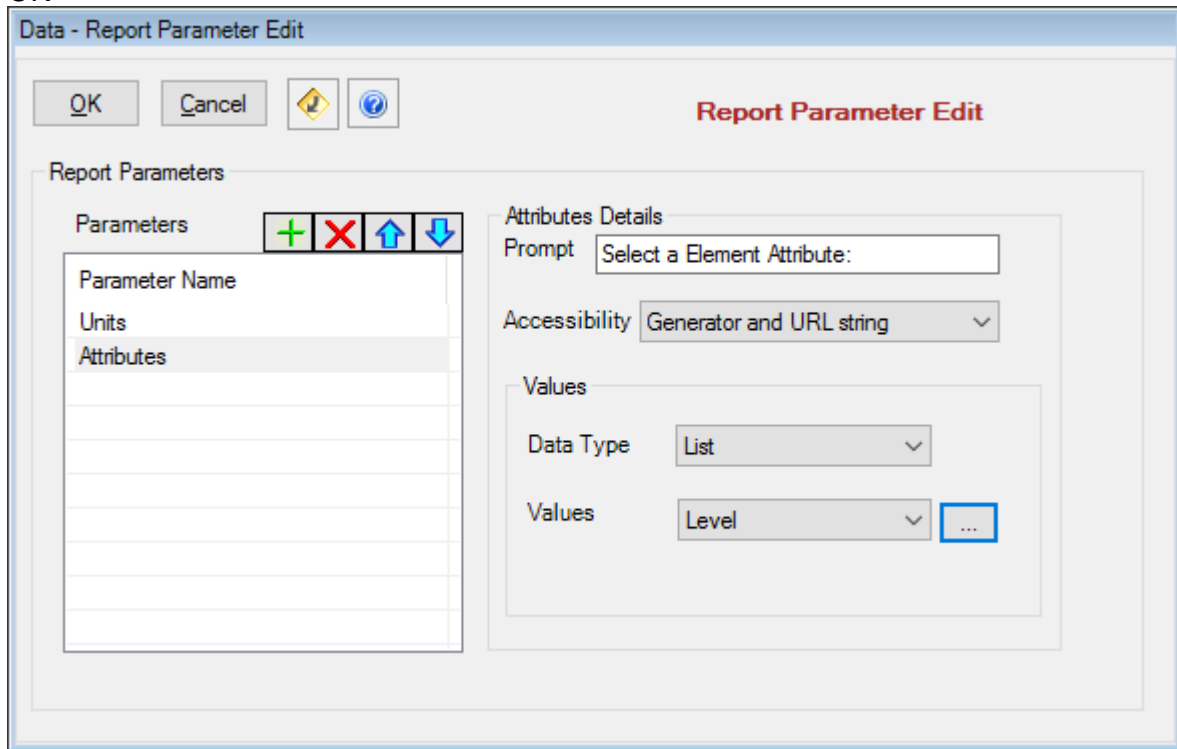 Data - Report Parameter Edit
OK
Cancel
Report Parameter Edit
Report Parameters
Parameters
Parameter Name
Units
Attributes
Attributes Details
Prompt
Select a Element Attribute:
Accessibility
Generator and URL string
Values
Data Type
List
Values
Level
...